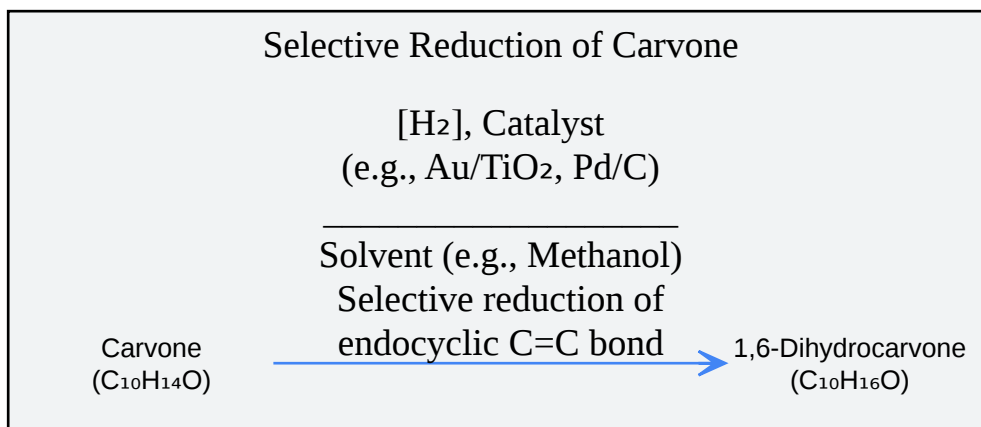 Selective Reduction of Carvone
[H₂], Catalyst
(e.g., Au/TiO₂, Pd/C)
___________________
Solvent (e.g., Methanol)
Selective reduction of
endocyclic C=C bond
Carvone
(C₁₀H₁₄O)
1,6-Dihydrocarvone
(C₁₀H₁₆O)